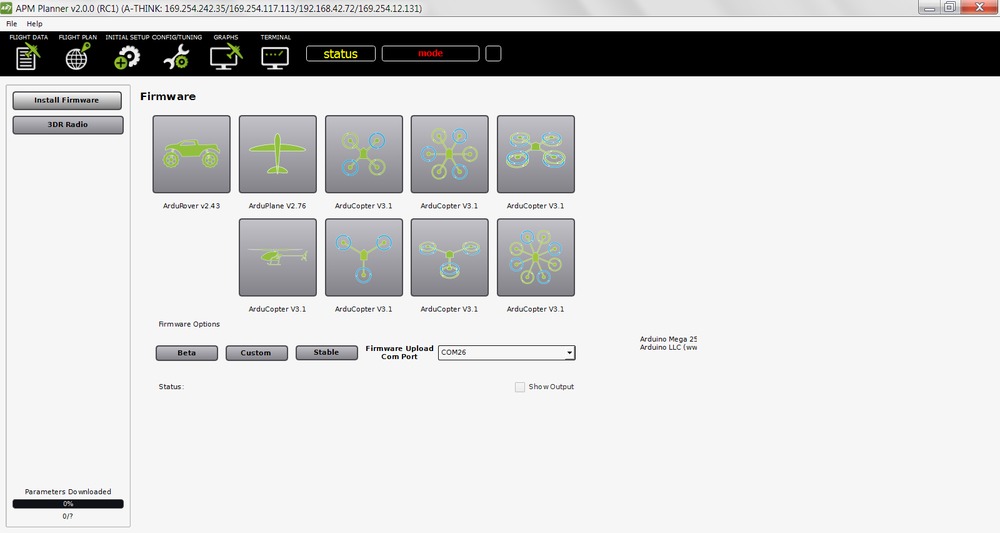 APM Planner v2.0.0 (RC1) (A-THINK: 169.254.242.35/169.254.117.113/192.168.42.72/169.254.12.131)
File Help
FLIGHT DATA FLIGHT PLAN INITIAL SETUP CONFIG/TUNING GRAPHS TERMINAL
status mode
Install Firmware
3DR Radio
Firmware
ArduRover v2.43 ArduPlane V2.76 ArduCopter V3.1 ArduCopter V3.1 ArduCopter V3.1
ArduCopter V3.1 ArduCopter V3.1 ArduCopter V3.1 ArduCopter V3.1
Firmware Options
Beta Custom Stable Firmware Upload
Com Port COM26
Arduino Mega 25
Arduino LLC (ww
Status: Show Output
Parameters Downloaded
0%
0/?